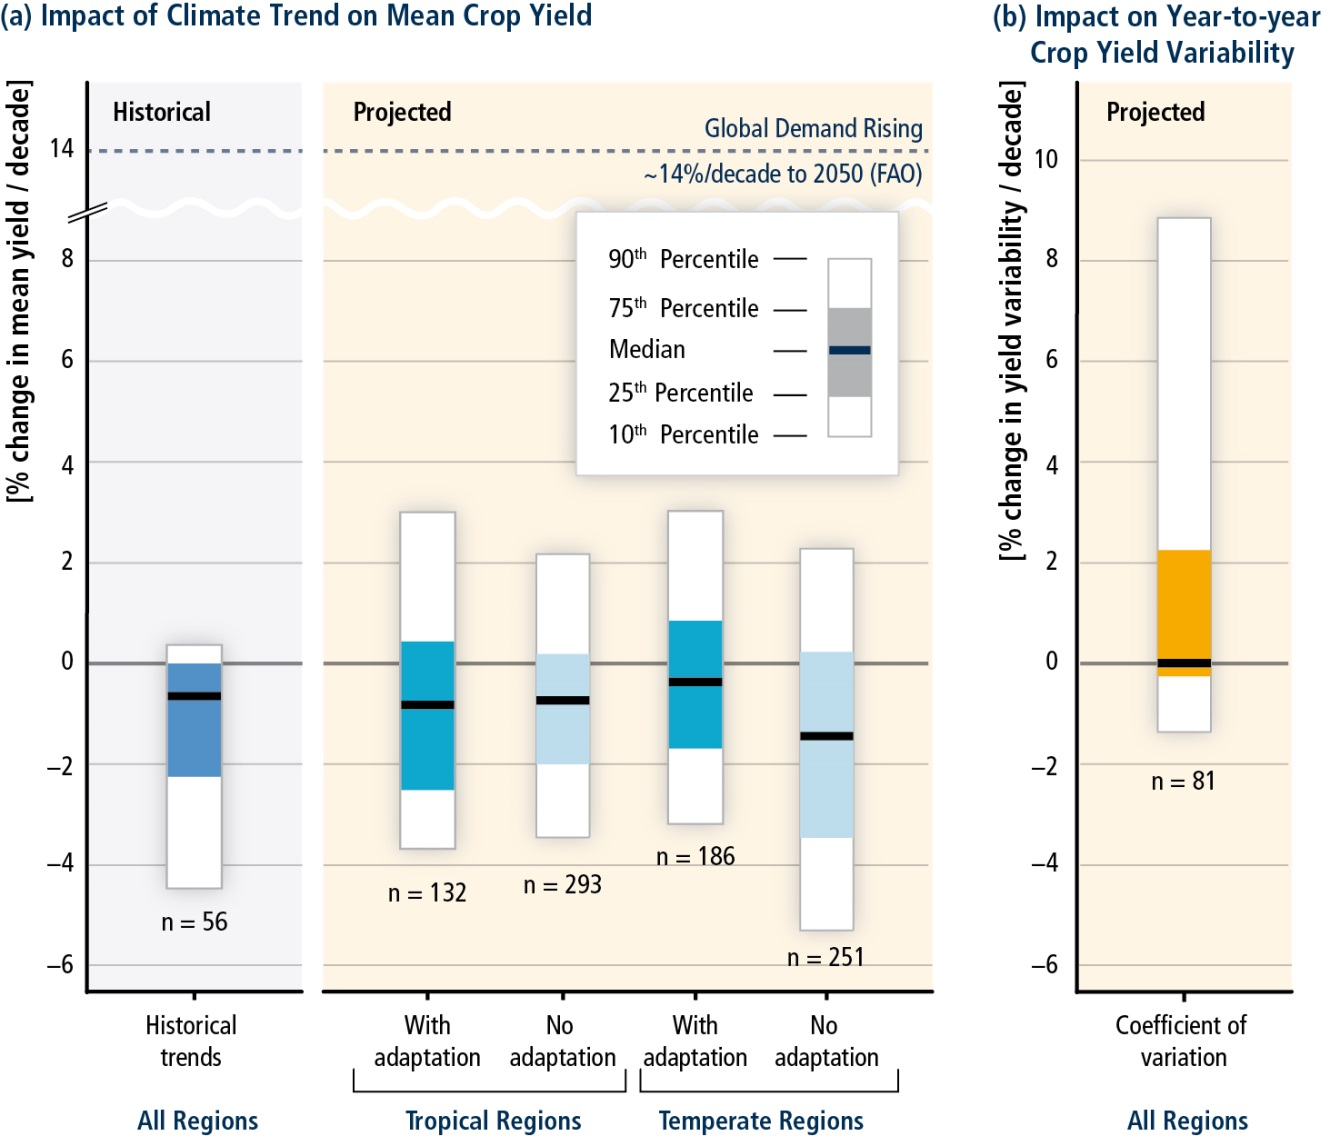 (a) Impact of Climate Trend on Mean Crop Yield
[% change in mean yield / decade]
Historical
Projected
Global Demand Rising
~14%/decade to 2050 (FAO)
14
8
6
4
2
0
–2
–4
–6
90th Percentile
75th Percentile
Median
25th Percentile
10th Percentile
n = 56
n = 132
n = 293
n = 186
n = 251
Historical
trends
With
adaptation
No
adaptation
With
adaptation
No
adaptation
All Regions
Tropical Regions
Temperate Regions
(b) Impact on Year-to-year
Crop Yield Variability
[% change in yield variability / decade]
Projected
10
8
6
4
2
0
–2
–4
–6
n = 81
Coefficient of
variation
All Regions